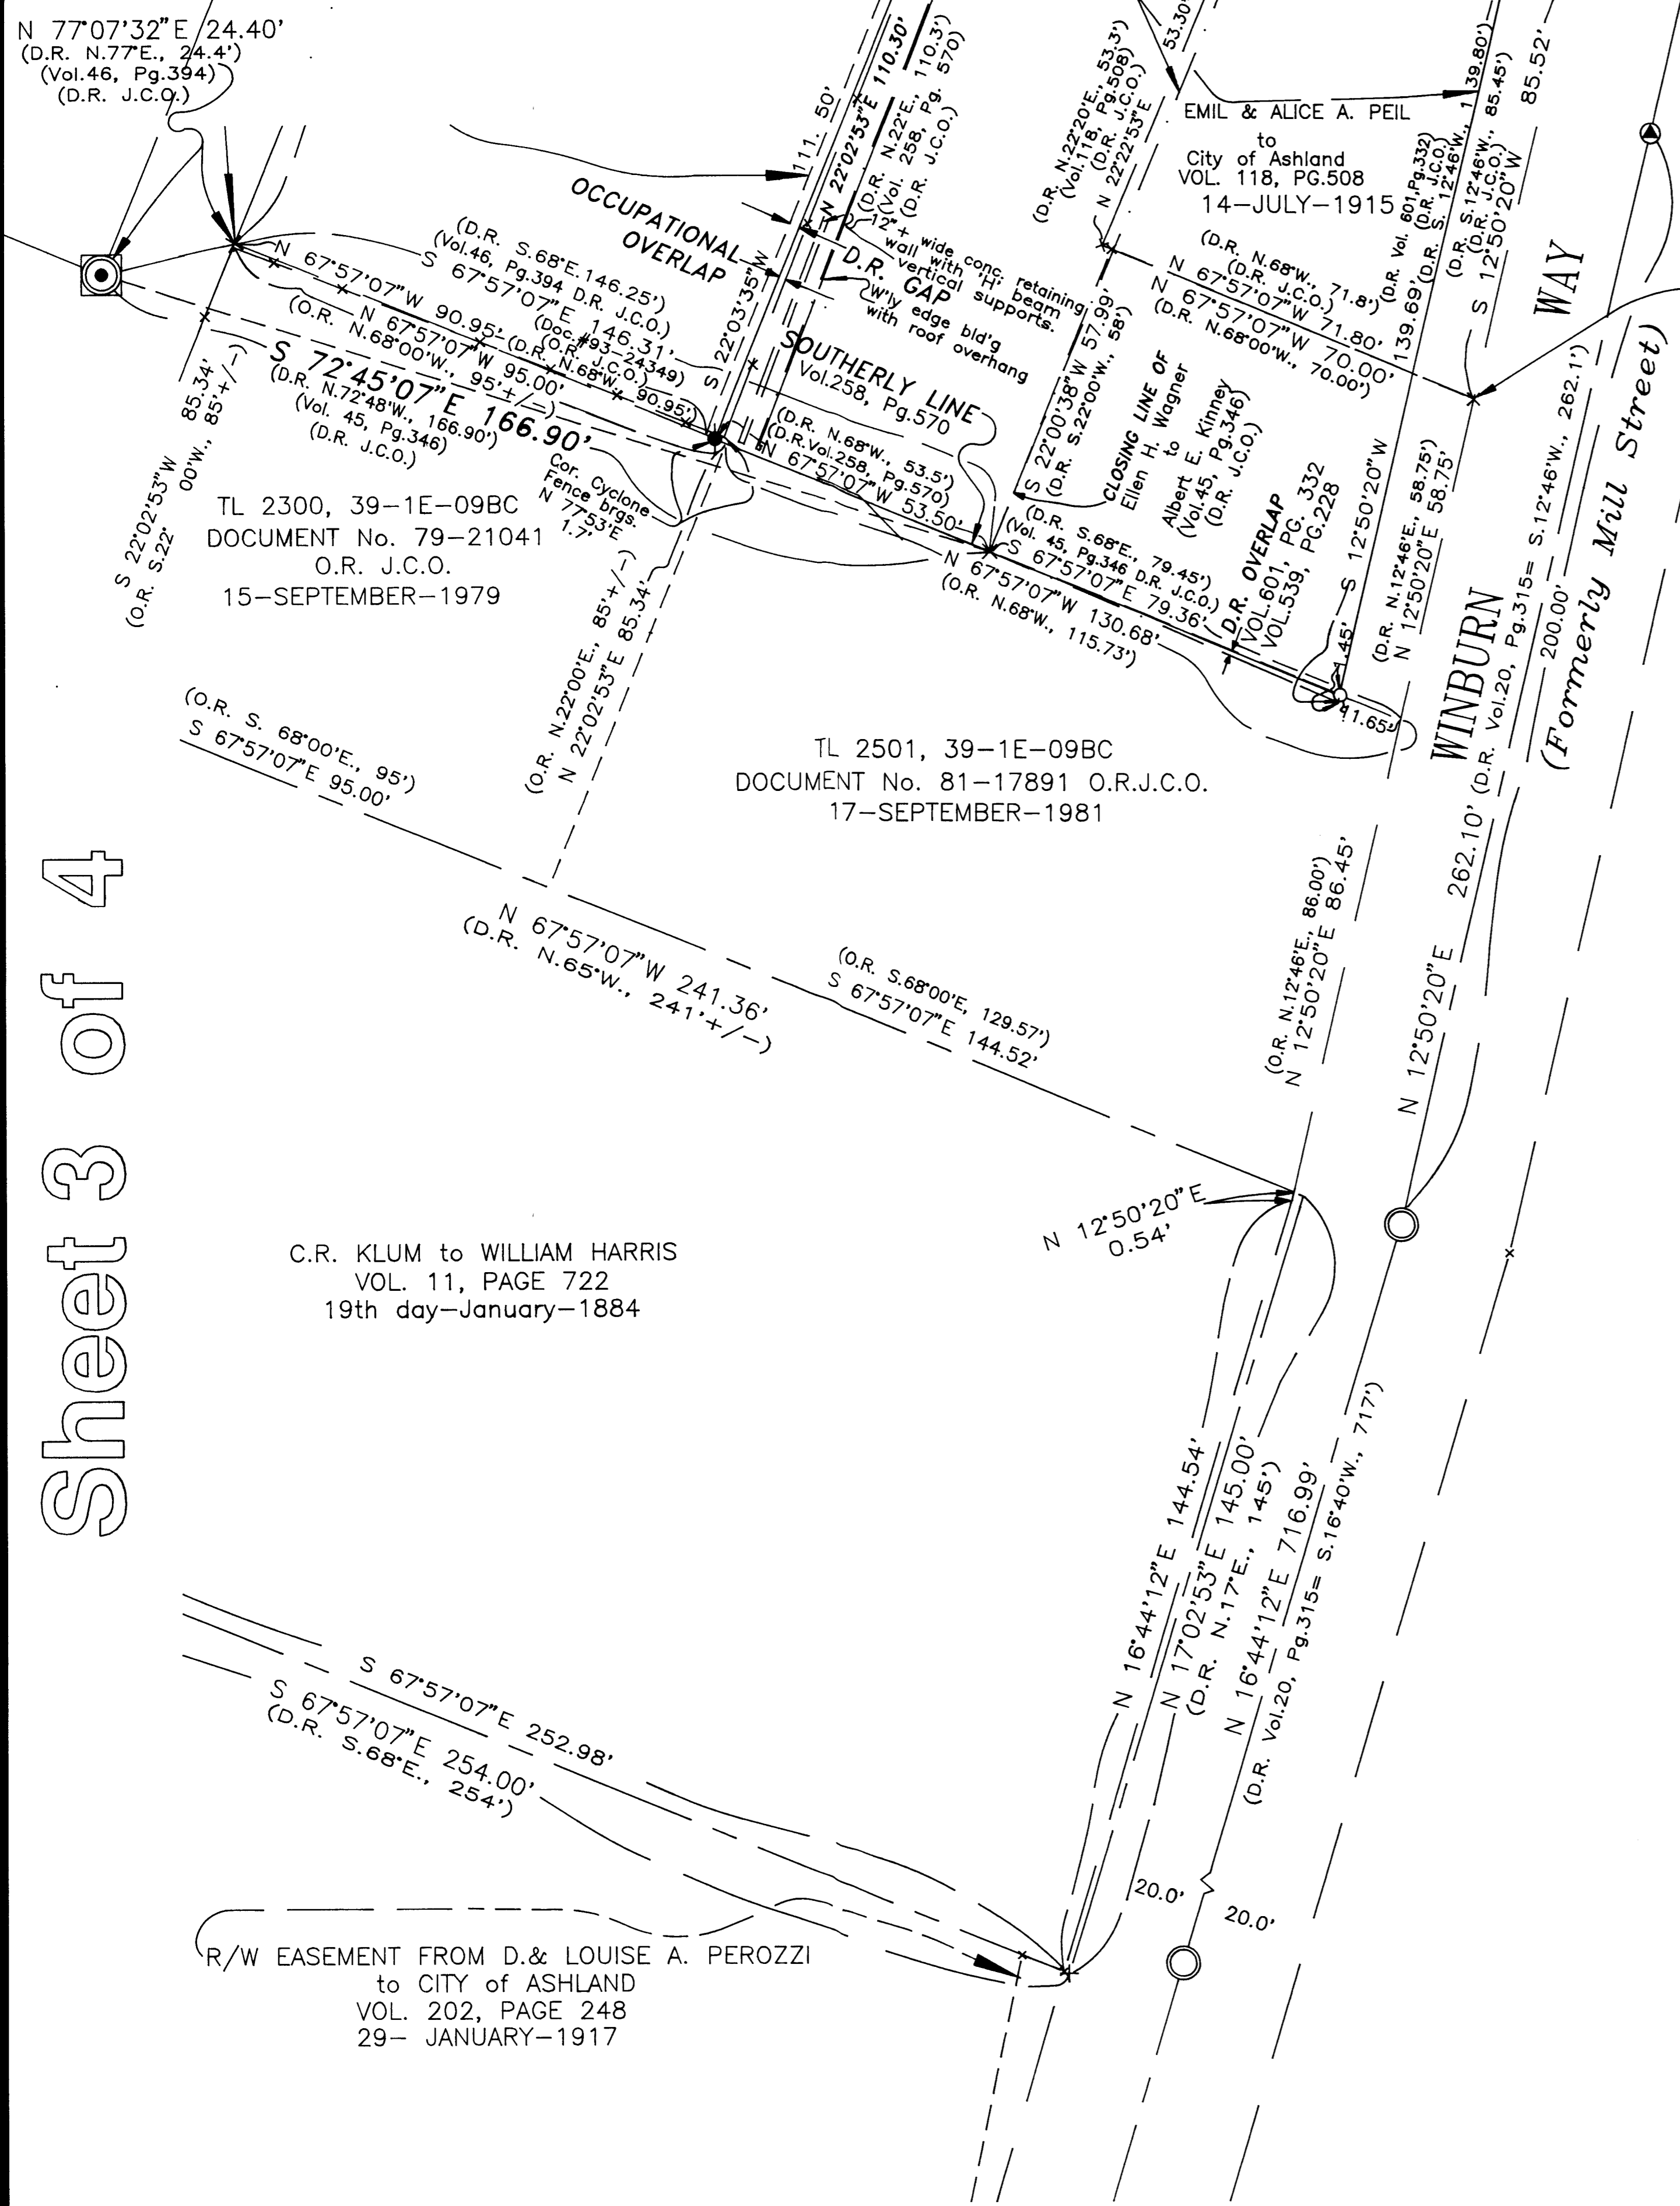 N 77°07'32"E 24.40'
(D.R. N.77°E., 24.4')
(Vol.46, Pg.394)
(D.R. J.C.O.)
111. 50'
N 22°02'53"E 110.30'
(D.R. N.22°E., 110.3')
(Vol. 258, Pg. 570)
(D.R. J.C.O.)
OCCUPATIONAL
OVERLAP
12"+ wide conc. retaining
wall with 'H' beam
vertical supports.
D.R. GAP
W'ly edge bld'g
with roof overhang
53.30'
(D.R. N.22°20'E., 53.3')
(Vol.118, Pg.508)
(D.R. J.C.O.)
N 22°22'53"E
EMIL & ALICE A. PEIL
to
City of Ashland
VOL. 118, PG.508
14-JULY-1915
139.69'
(D.R. Vol. 601,Pg.332)
(D.R. J.C.O.)
(D.R. S. 12°46'W., 139.80')
(D.R. S.12°46'W., 85.45')
(D.R. J.C.O.)
S 12°50'20"W 85.52'
(D.R. N.68°W., 71.8')
(D.R. J.C.O.)
N 67°57'07"W 71.80'
N 67°57'07"W 70.00'
(D.R. N.68°00'W., 70.00')
WAY
(D.R. S.68°E.146.25')
(Vol.46, Pg.394 D.R. J.C.O.)
S 67°57'07"E 146.31'
N 67°57'07"W 90.95'
(Doc.#93-24349)
(O.R. J.C.O.)
(D.R. N.68°W., 90.95')
N 67°57'07"W 95.00'
(O.R. N.68°00'W., 95'+/-)
S 72°45'07"E 166.90'
(D.R. N.72°48'W., 166.90')
(Vol. 45, Pg.346)
(D.R. J.C.O.)
S 22°03'35"W
SOUTHERLY LINE
Vol.258, Pg.570
(D.R. N.68°W., 53.5')
(D.R.Vol.258, Pg.570)
N 67°57'07"W 53.50'
S 22°00'38"W 57.99'
(D.R. S.22°00'W., 58')
CLOSING LINE OF
Ellen H. Wagner
to
Albert E. Kinney
(Vol.45, Pg.346)
(D.R. J.C.O.)
D.R. OVERLAP
VOL.601, PG. 332
VOL.539, PG.228
S 12°50'20"W
(D.R. N.12°46'E., 58.75')
N 12°50'20"E 58.75'
S 22°02'53"W 85.34'
(O.R. S.22° 00'W., 85'+/-)
TL 2300, 39-1E-09BC
DOCUMENT No. 79-21041
O.R. J.C.O.
15-SEPTEMBER-1979
Cor. Cyclone
Fence brgs.
N 77°53'E
1.7'
(O.R. N.22°00'E., 85'+/-)
N 22°02'53"E 85.34'
(D.R. S.68°E., 79.45')
(Vol. 45, Pg.346 D.R. J.C.O.)
S 67°57'07"E 79.36'
N 67°57'07"W 130.68'
(O.R. N.68°W., 115.73')
1.45'
11.65'
WINBURN
(Formerly Mill Street)
200.00'
N 12°50'20"E 262.10' (D.R. Vol.20, Pg.315= S.12°46'W., 262.1')
(O.R. S. 68°00'E., 95')
S 67°57'07"E 95.00'
TL 2501, 39-1E-09BC
DOCUMENT No. 81-17891 O.R.J.C.O.
17-SEPTEMBER-1981
(O.R. N.12°46'E., 86.00')
N 12°50'20"E 86.45'
N 67°57'07"W 241.36'
(D.R. N.65°W., 241'+/-)
(O.R. S.68°00'E, 129.57')
S 67°57'07"E 144.52'
Sheet 3 of 4
N 12°50'20"E
0.54'
C.R. KLUM to WILLIAM HARRIS
VOL. 11, PAGE 722
19th day-January-1884
N 16°44'12"E 144.54'
N 17°02'53"E 145.00'
(D.R. N.17°E., 145')
N 16°44'12"E 716.99'
(D.R. Vol.20, Pg.315= S.16°40'W., 717')
S 67°57'07"E 252.98'
S 67°57'07"E 254.00'
(D.R. S.68°E., 254')
20.0'
20.0'
R/W EASEMENT FROM D.& LOUISE A. PEROZZI
to CITY of ASHLAND
VOL. 202, PAGE 248
29- JANUARY-1917